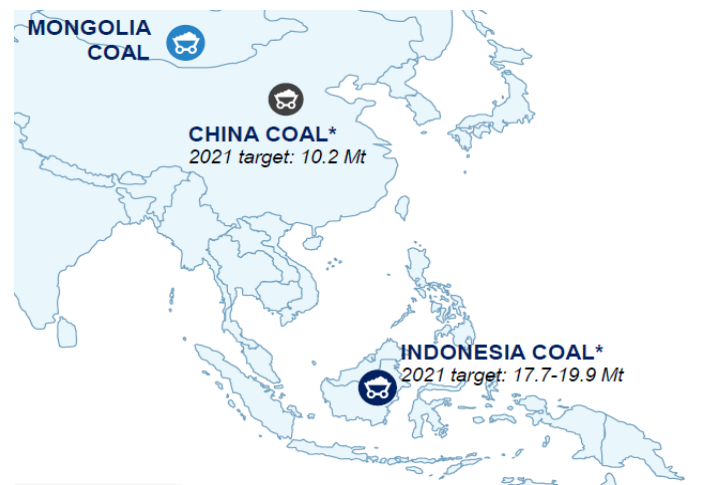 MONGOLIA
COAL
CHINA COAL*
2021 target: 10.2 Mt
INDONESIA COAL*
2021 target: 17.7-19.9 Mt